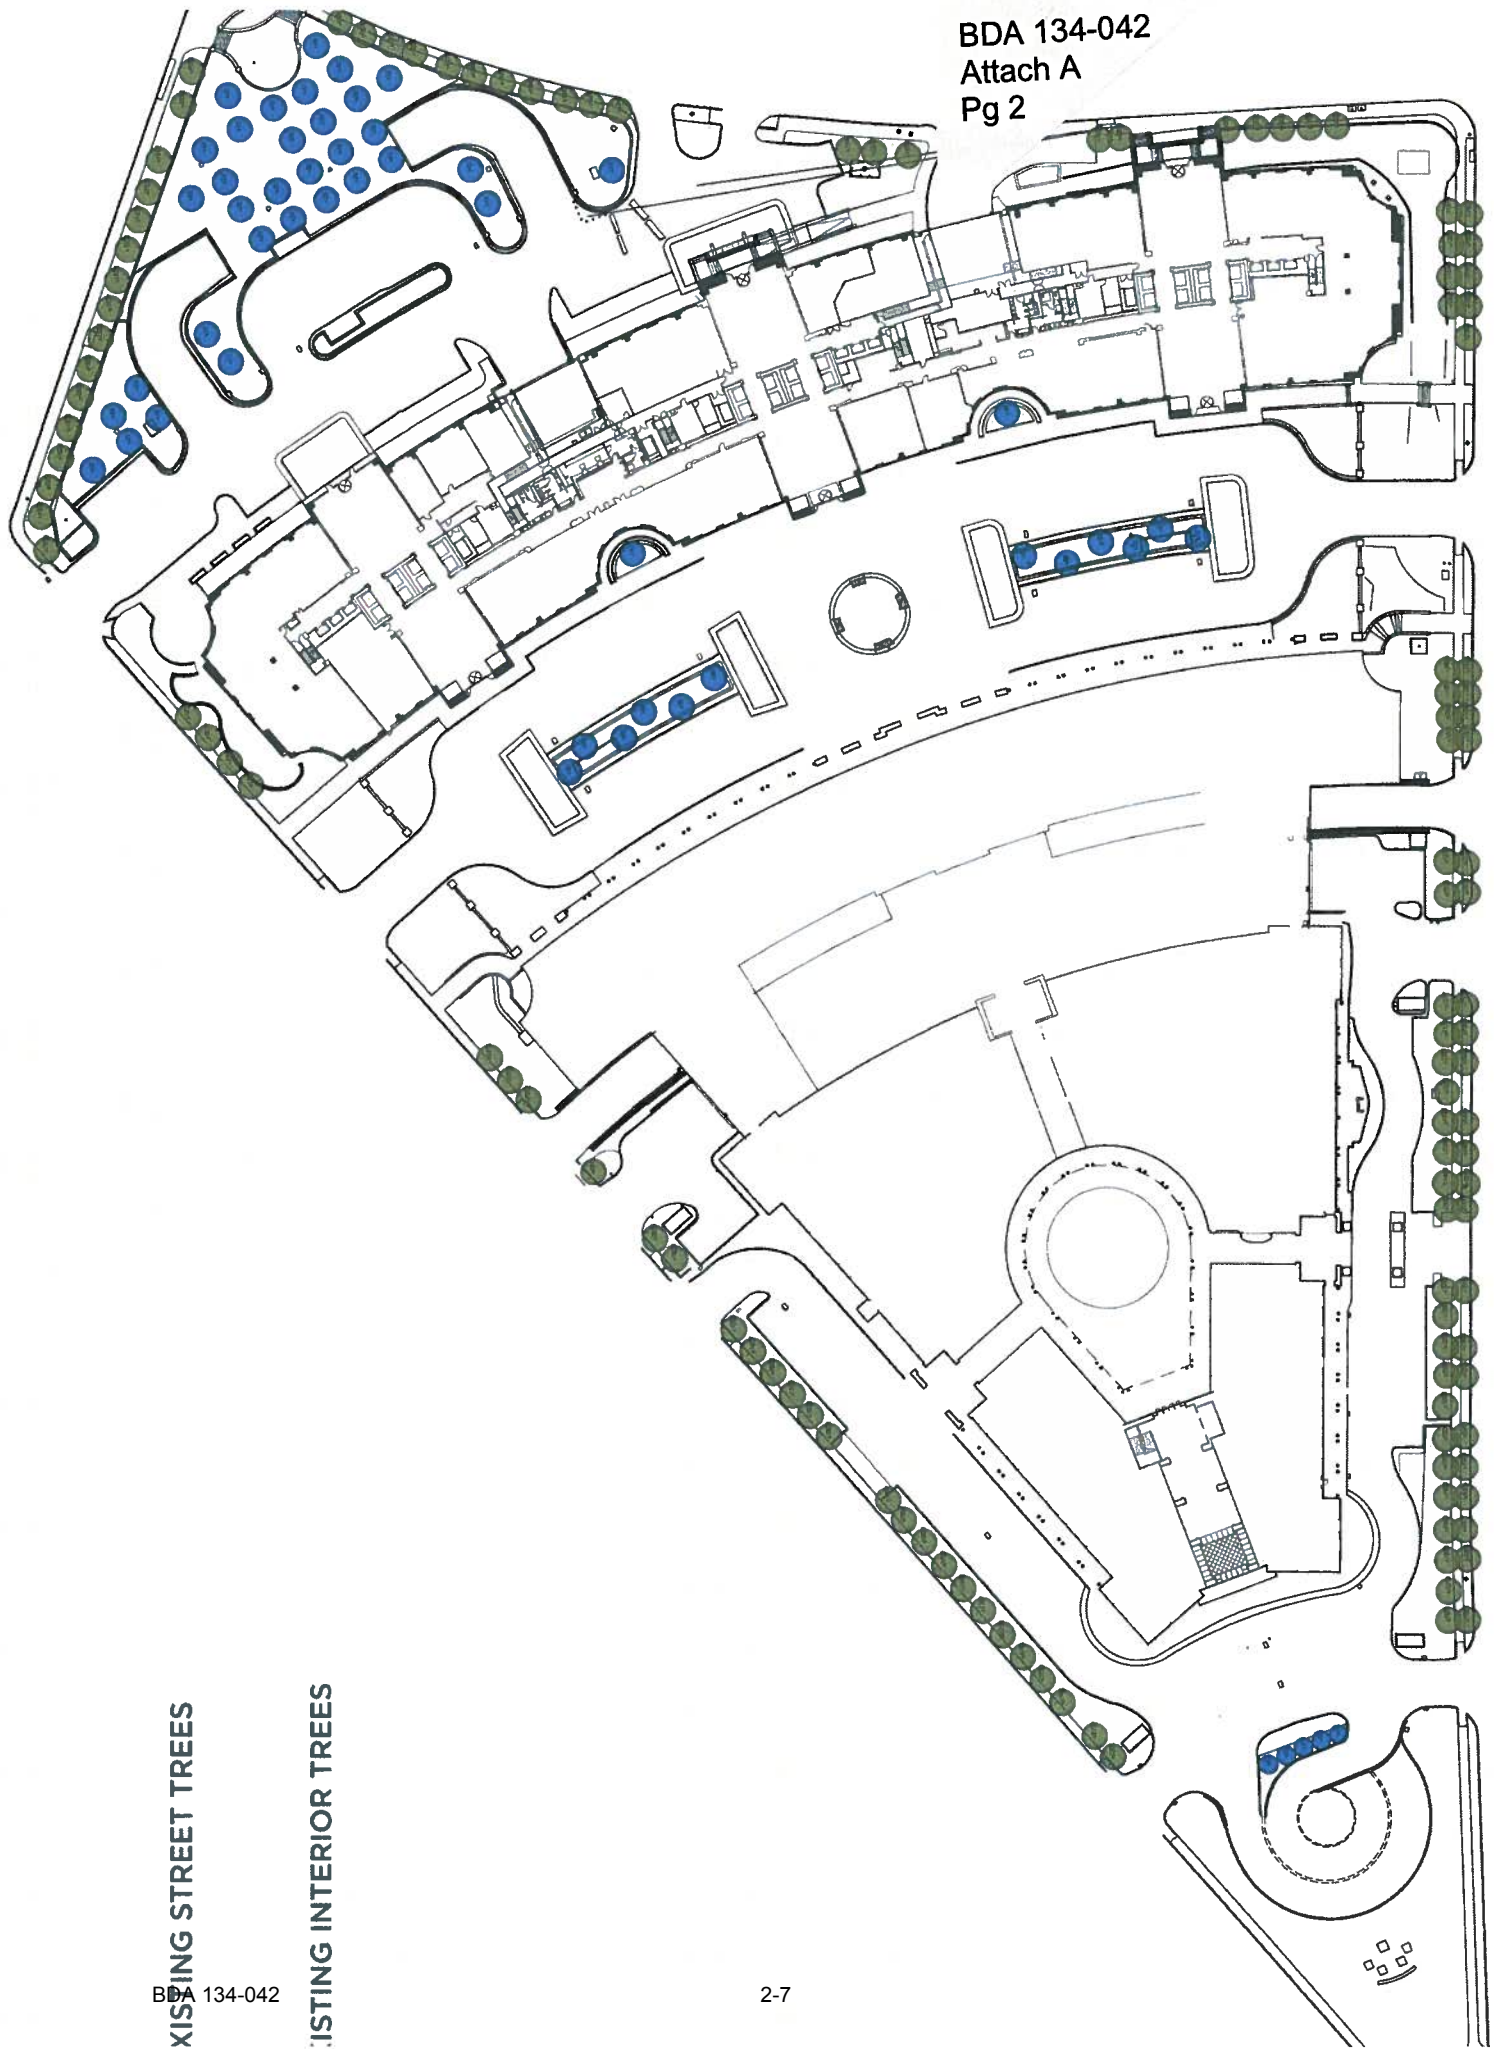 BDA 134-042
Attach A
Pg 2
XISTING STREET TREES
ISTING INTERIOR TREES
BDA 134-042
2-7